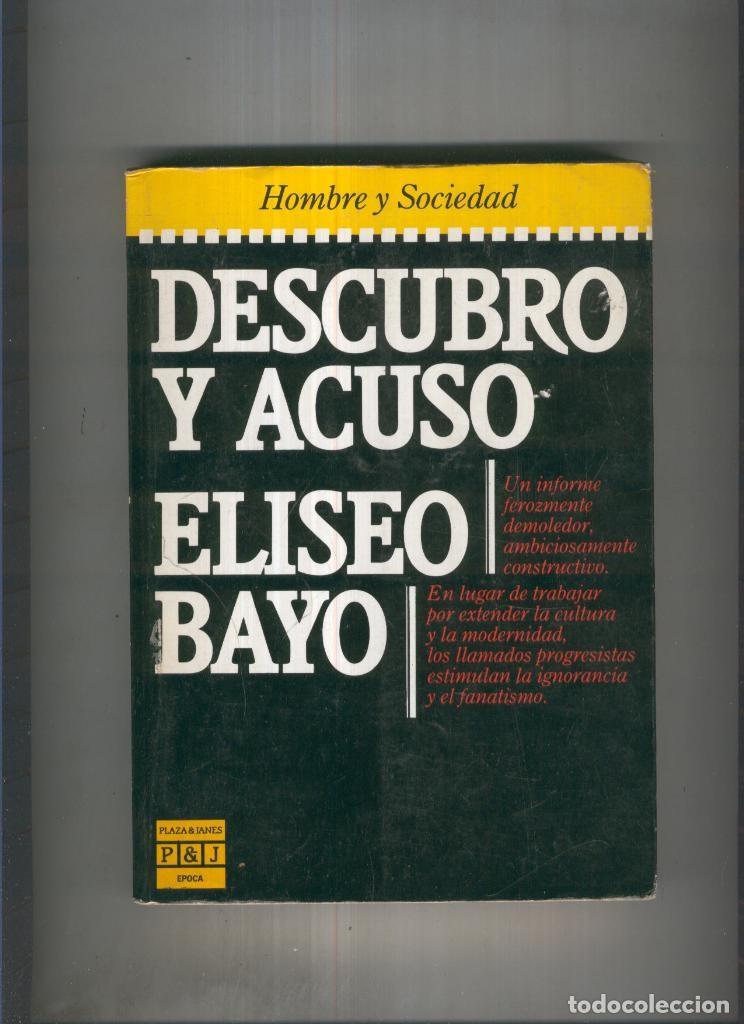 Hombre y Sociedad
DESCUBRO
Y ACUSO
ELISEO
BAYO
Un informe
ferozmente
demoledor,
ambiciosamente
constructivo.
En lugar de trabajar
por extender la cultura
y la modernidad,
los llamados progresistas
estimulan la ignorancia
y el fanatismo.
PLAZA & JANES
P & J
EPOCA
todocoleccion